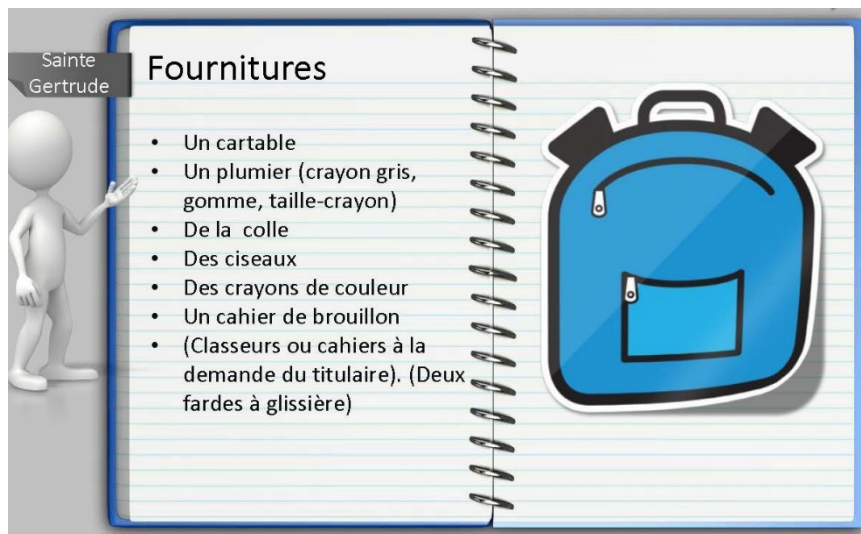 Sainte
Gertrude
Fournitures
• Un cartable
• Un plumier (crayon gris,
gomme, taille-crayon)
• De la colle
• Des ciseaux
• Des crayons de couleur
• Un cahier de brouillon
• (Classeurs ou cahiers à la
demande du titulaire). (Deux
fardes à glissière)